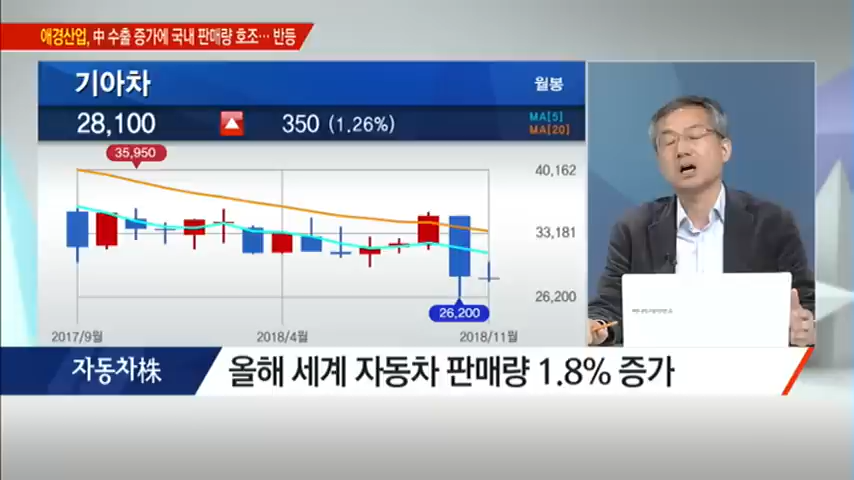 애경산업, 中 수출 증가에 국내 판매량 호조… 반등
기아차 월봉
28,100 350 (1.26%) MA[5]
MA[20]
35,950
40,162
33,181
26,200
26,200
2017/9월 2018/4월 2018/11월
자동차株 올해 세계 자동차 판매량 1.8% 증가